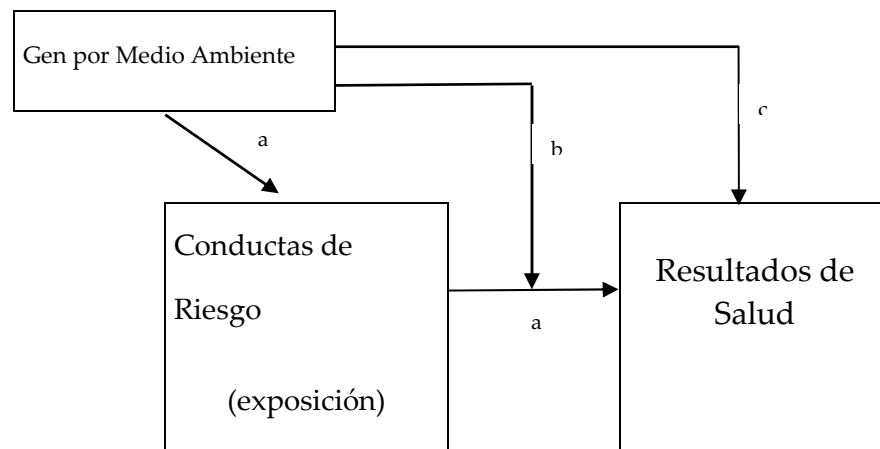 Gen por Medio Ambiente
a
b
c
Conductas de
Riesgo
(exposición)
a
Resultados de
Salud